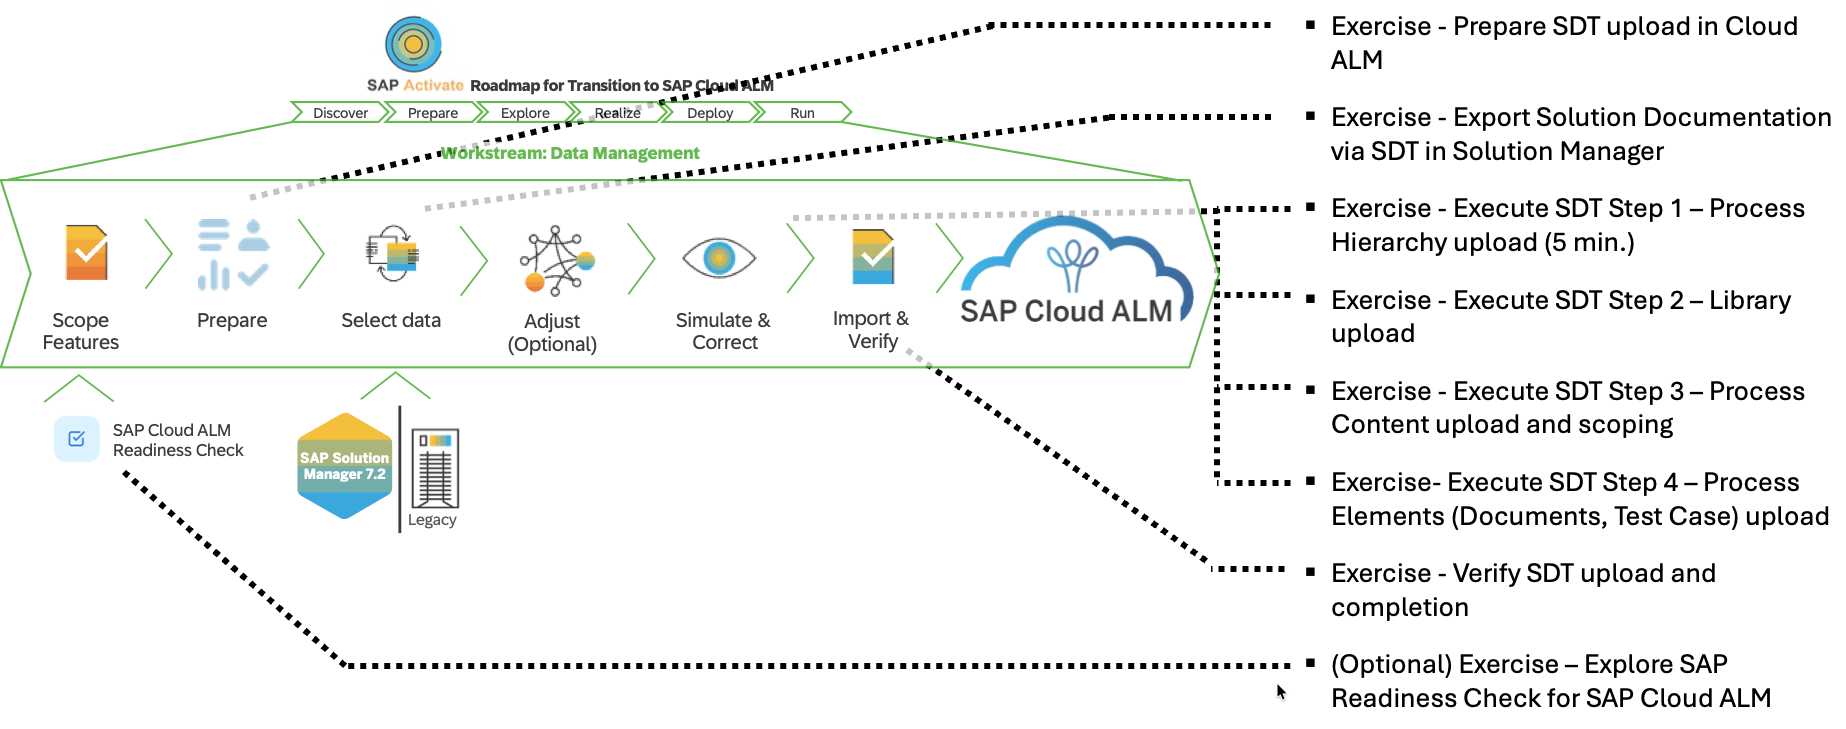 SAP Activate Roadmap for Transition to SAP Cloud ALM
Discover
Prepare
Explore
Realize
Deploy
Run
Workstream: Data Management
Scope
Features
Prepare
Select data
Adjust
(Optional)
Simulate &
Correct
Import &
Verify
SAP Cloud ALM
SAP Cloud ALM
Readiness Check
SAP Solution
Manager 7.2
Legacy
▪ Exercise - Prepare SDT upload in Cloud
ALM
▪ Exercise - Export Solution Documentation
via SDT in Solution Manager
▪ Exercise - Execute SDT Step 1 – Process
Hierarchy upload (5 min.)
▪ Exercise - Execute SDT Step 2 – Library
upload
▪ Exercise - Execute SDT Step 3 – Process
Content upload and scoping
▪ Exercise- Execute SDT Step 4 – Process
Elements (Documents, Test Case) upload
▪ Exercise - Verify SDT upload and
completion
▪ (Optional) Exercise – Explore SAP
Readiness Check for SAP Cloud ALM